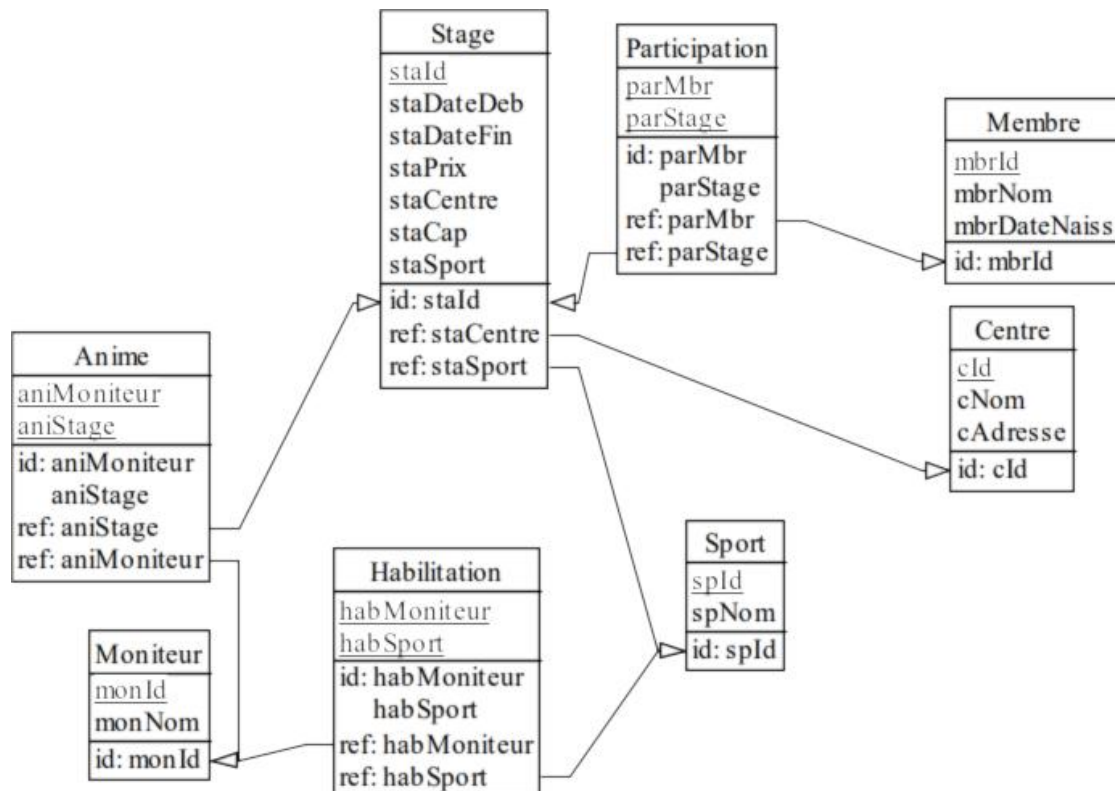 Stage
staId
staDateDeb
staDateFin
staPrix
staCentre
staCap
staSport
id: staId
ref: staCentre
ref: staSport
Participation
parMbr
parStage
id: parMbr
parStage
ref: parMbr
ref: parStage
Membre
mbrId
mbrNom
mbrDateNaiss
id: mbrId
Centre
cId
cNom
cAdresse
id: cId
Anime
aniMoniteur
aniStage
id: aniMoniteur
aniStage
ref: aniStage
ref: aniMoniteur
Habilitation
habMoniteur
habSport
id: habMoniteur
habSport
ref: habMoniteur
ref: habSport
Sport
spId
spNom
id: spId
Moniteur
monId
monNom
id: monId